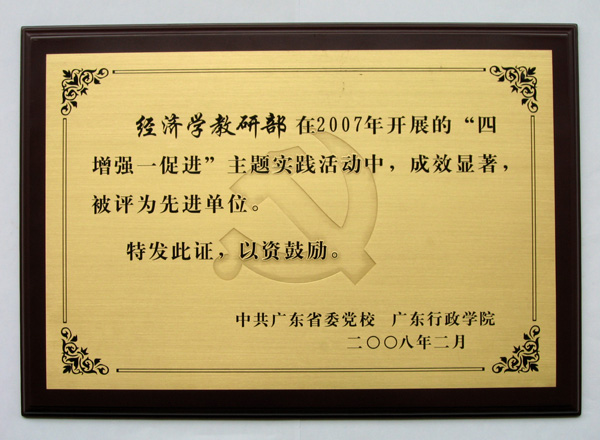 经济学教研部在2007年开展的“四
增强一促进”主题实践活动中，成效显著，
被评为先进单位。
特发此证，以资鼓励。
中共广东省委党校 广东行政学院
二〇〇八年二月